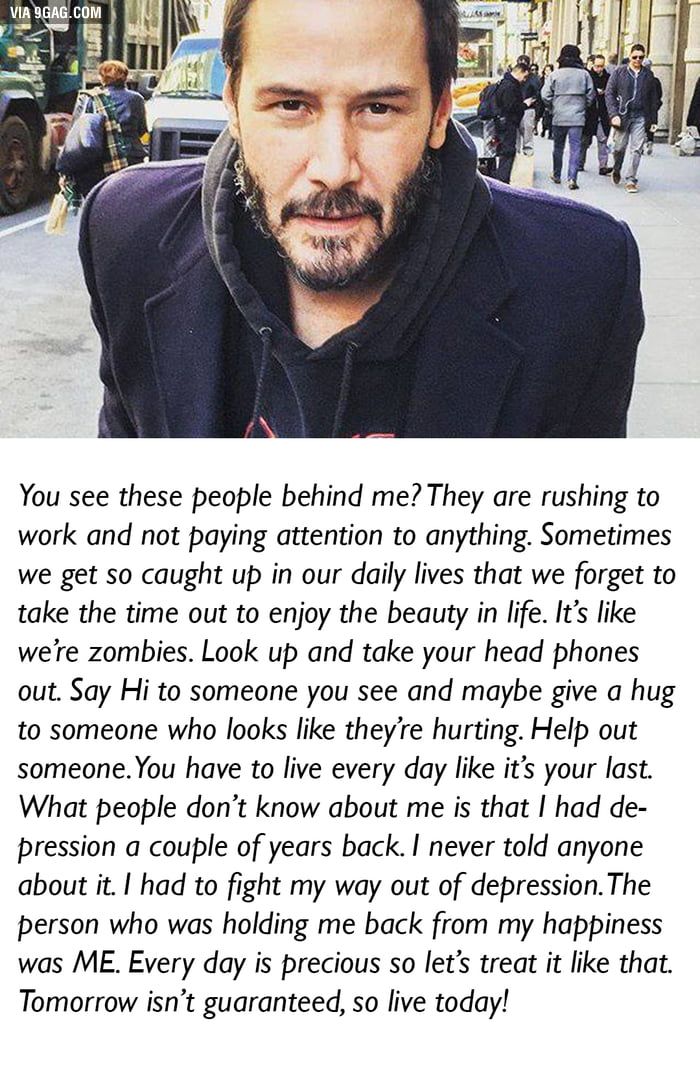 VIA 9GAG.COM
You see these people behind me? They are rushing to
work and not paying attention to anything. Sometimes
we get so caught up in our daily lives that we forget to
take the time out to enjoy the beauty in life. It's like
we're zombies. Look up and take your head phones
out. Say Hi to someone you see and maybe give a hug
to someone who looks like they're hurting. Help out
someone. You have to live every day like it's your last.
What people don't know about me is that I had de-
pression a couple of years back. I never told anyone
about it. I had to fight my way out of depression. The
person who was holding me back from my happiness
was ME. Every day is precious so let's treat it like that.
Tomorrow isn't guaranteed, so live today!